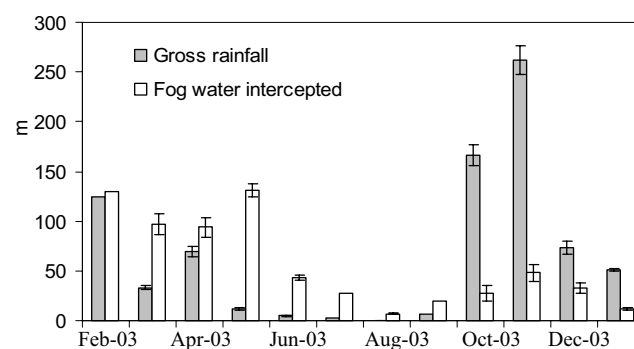 300
Gross rainfall
250
Fog water intercepted
200
m
150
100
50
0
Feb-03 Apr-03 Jun-03 Aug-03 Oct-03 Dec-03